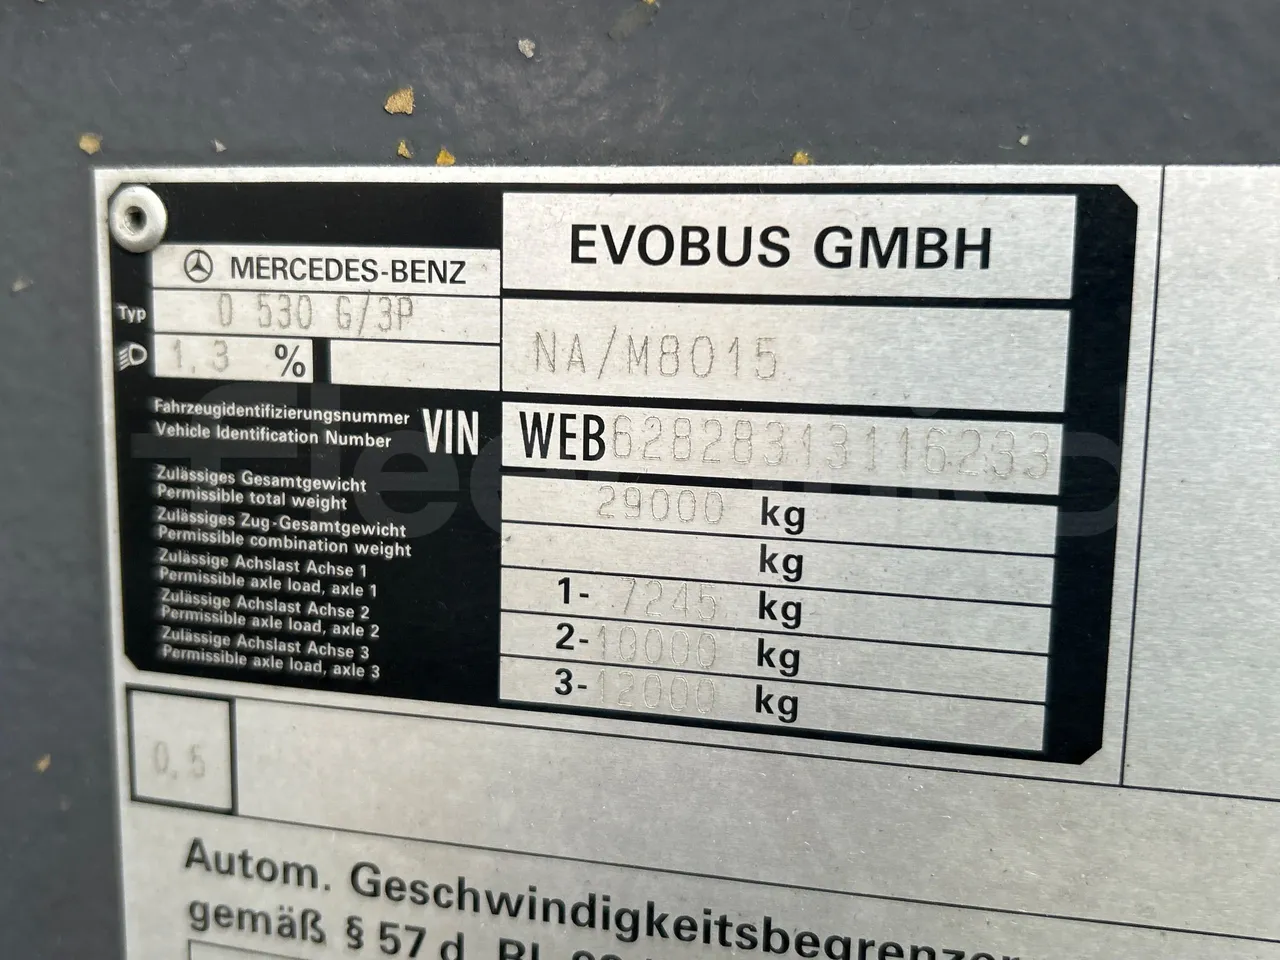 EVOBUS GMBH
MERCEDES-BENZ
Typ O 530 G/3P
NA/M8015
1,3 %
Fahrzeugidentifizierungsnummer
Vehicle Identification Number
VIN WEB62828313116233
Zulässiges Gesamtgewicht
Permissible total weight
29000 kg
Zulässiges Zug-Gesamtgewicht
Permissible combination weight
kg
Zulässige Achslast Achse 1
Permissible axle load, axle 1
1- 7245 kg
Zulässige Achslast Achse 2
Permissible axle load, axle 2
2- 10000 kg
Zulässige Achslast Achse 3
Permissible axle load, axle 3
3- 12000 kg
0,5
Autom. Geschwindigkeitsbegrenzer
gemäß § 57 d